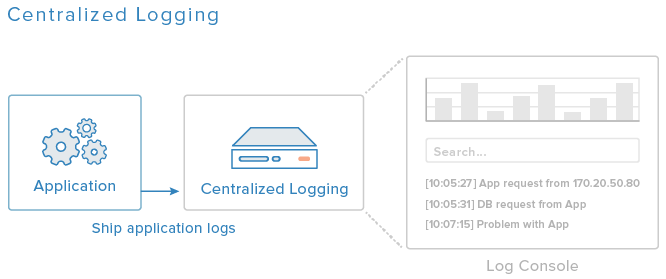 Centralized Logging
Application
Centralized Logging
Ship application logs
Search...
[10:05:27] App request from 170.20.50.80
[10:05:31] DB request from App
[10:07:15] Problem with App
Log Console